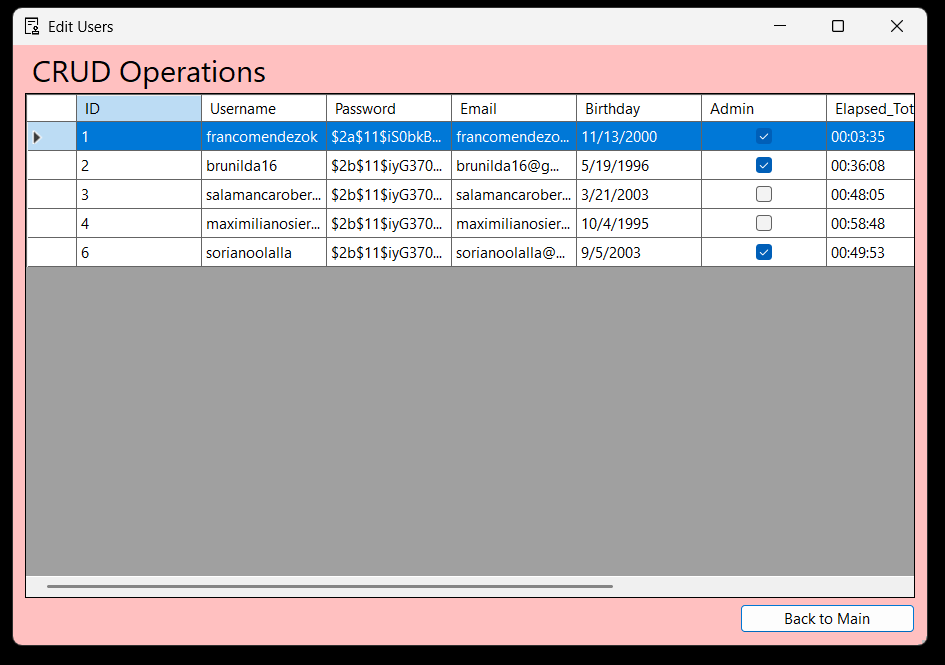 Edit Users
CRUD Operations
ID Username Password Email Birthday Admin Elapsed_Tot
1 francomendezok $2a$11$iS0bkB... francomendezo... 11/13/2000 00:03:35
2 brunilda16 $2b$11$iyG370... brunilda16@g... 5/19/1996 00:36:08
3 salamancarober... $2b$11$iyG370... salamancarober... 3/21/2003 00:48:05
4 maximilianosier... $2b$11$iyG370... maximilianosier... 10/4/1995 00:58:48
6 sorianoolalla $2b$11$iyG370... sorianoolalla@... 9/5/2003 00:49:53
Back to Main